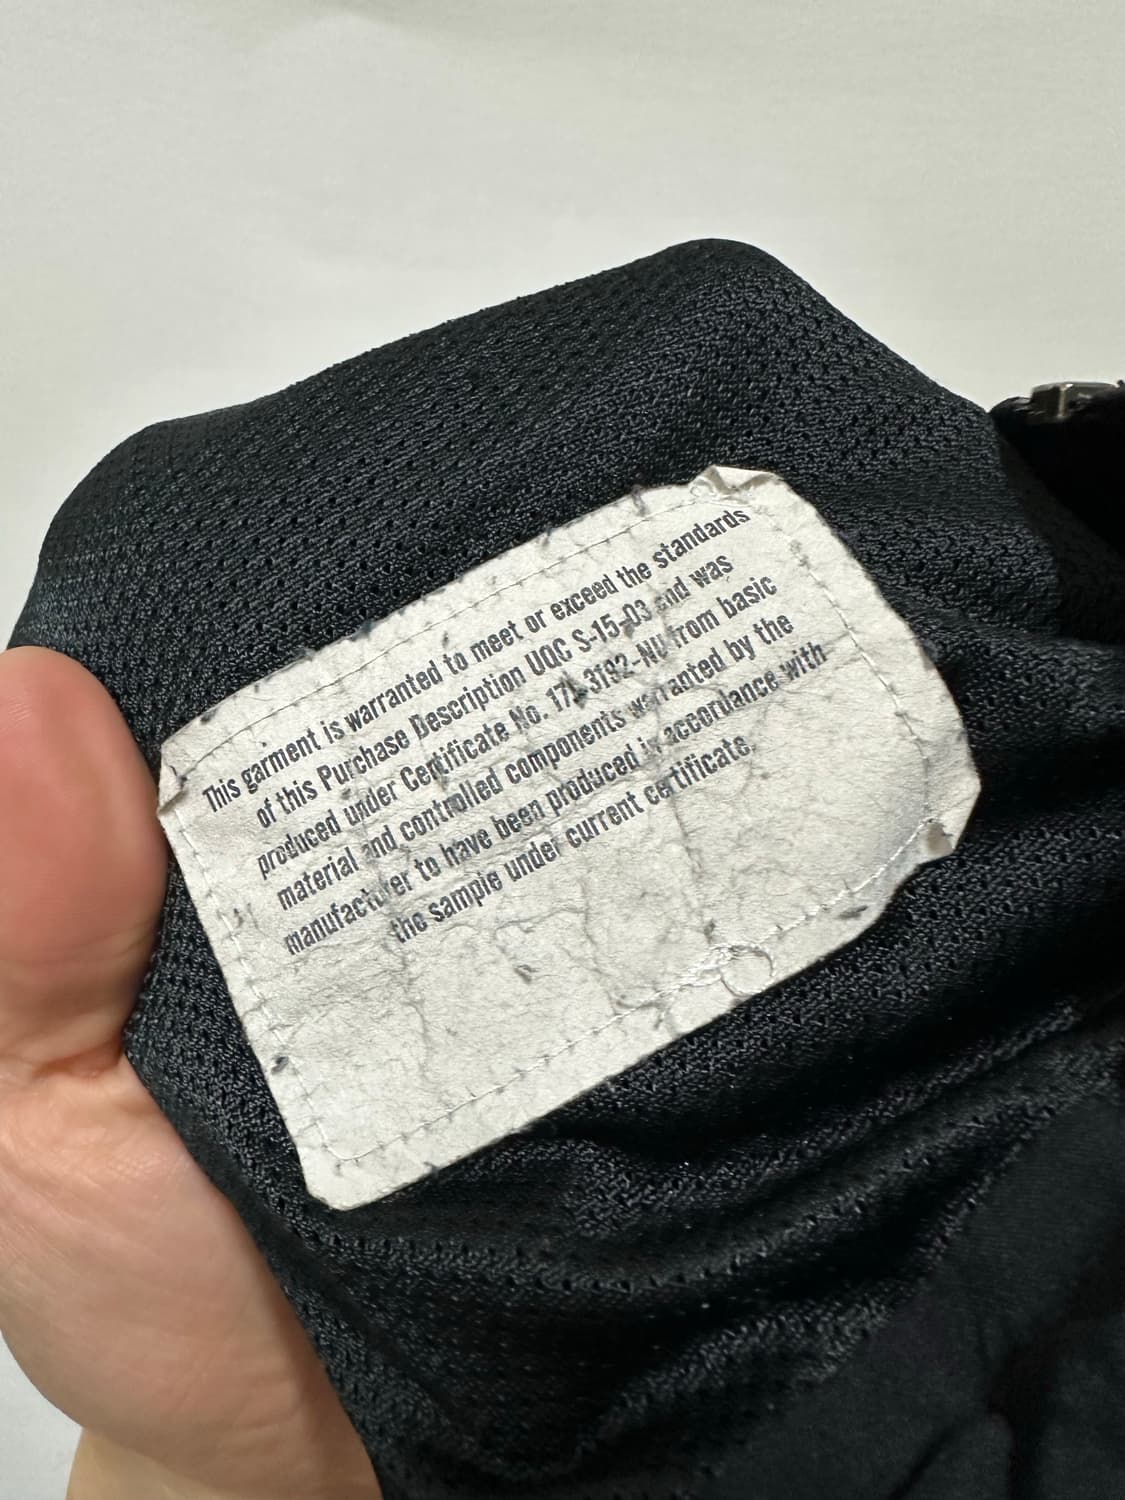 This garment is warranted to meet or exceed the standards
of this Purchase Description UQC S-15-03 and was
produced under Certificate No. from basic
material and controlled components warranted by the
manufacturer to have been produced in accordance with
the sample under current certificate.